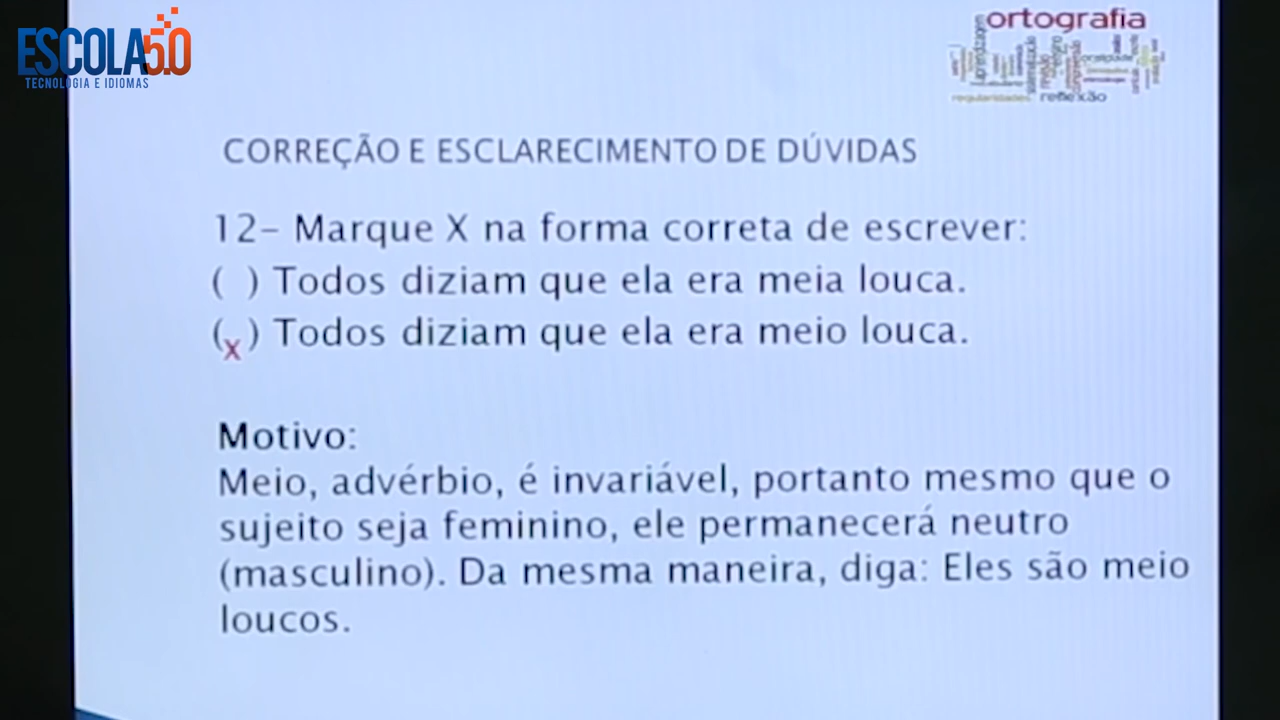 ESCOLA5.0
TECNOLOGIA E IDIOMAS
ortografia
regularidades reflexão
CORREÇÃO E ESCLARECIMENTO DE DÚVIDAS
12- Marque X na forma correta de escrever:
( ) Todos diziam que ela era meia louca.
(x) Todos diziam que ela era meio louca.
Motivo:
Meio, advérbio, é invariável, portanto mesmo que o
sujeito seja feminino, ele permanecerá neutro
(masculino). Da mesma maneira, diga: Eles são meio
loucos.